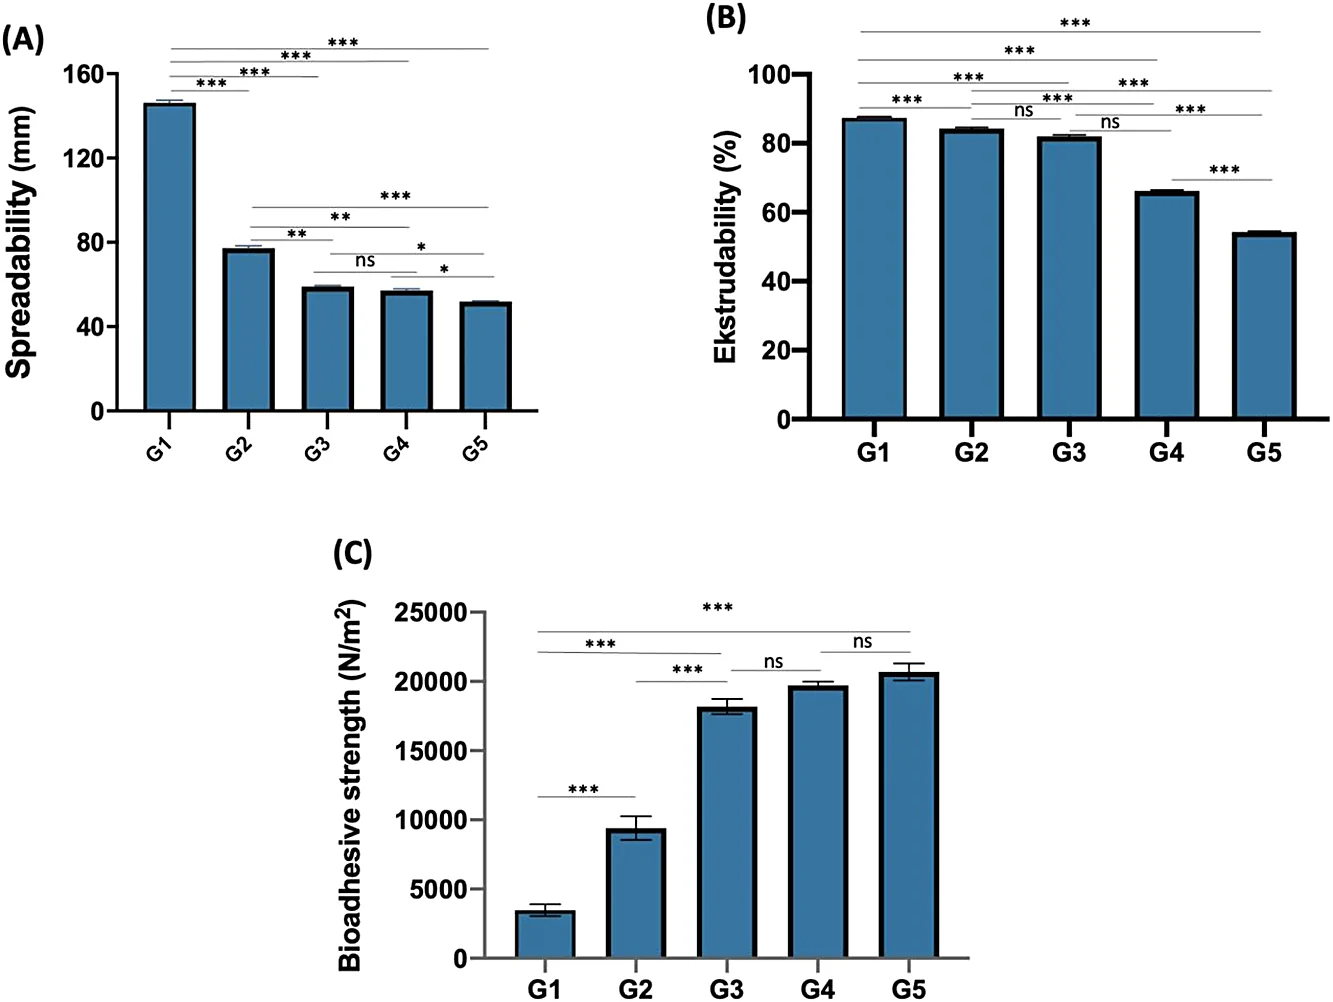 (A)
Spreadability (mm)
160
120
80
40
0
***
***
***
***
***
**
**
*
ns
*
G1 G2 G3 G4 G5
(B)
Ekstrudability (%)
100
80
60
40
20
0
***
***
***
***
***
***
***
ns
ns
***
G1 G2 G3 G4 G5
(C)
Bioadhesive strength (N/m²)
25000
20000
15000
10000
5000
0
***
***
ns
***
ns
***
G1 G2 G3 G4 G5